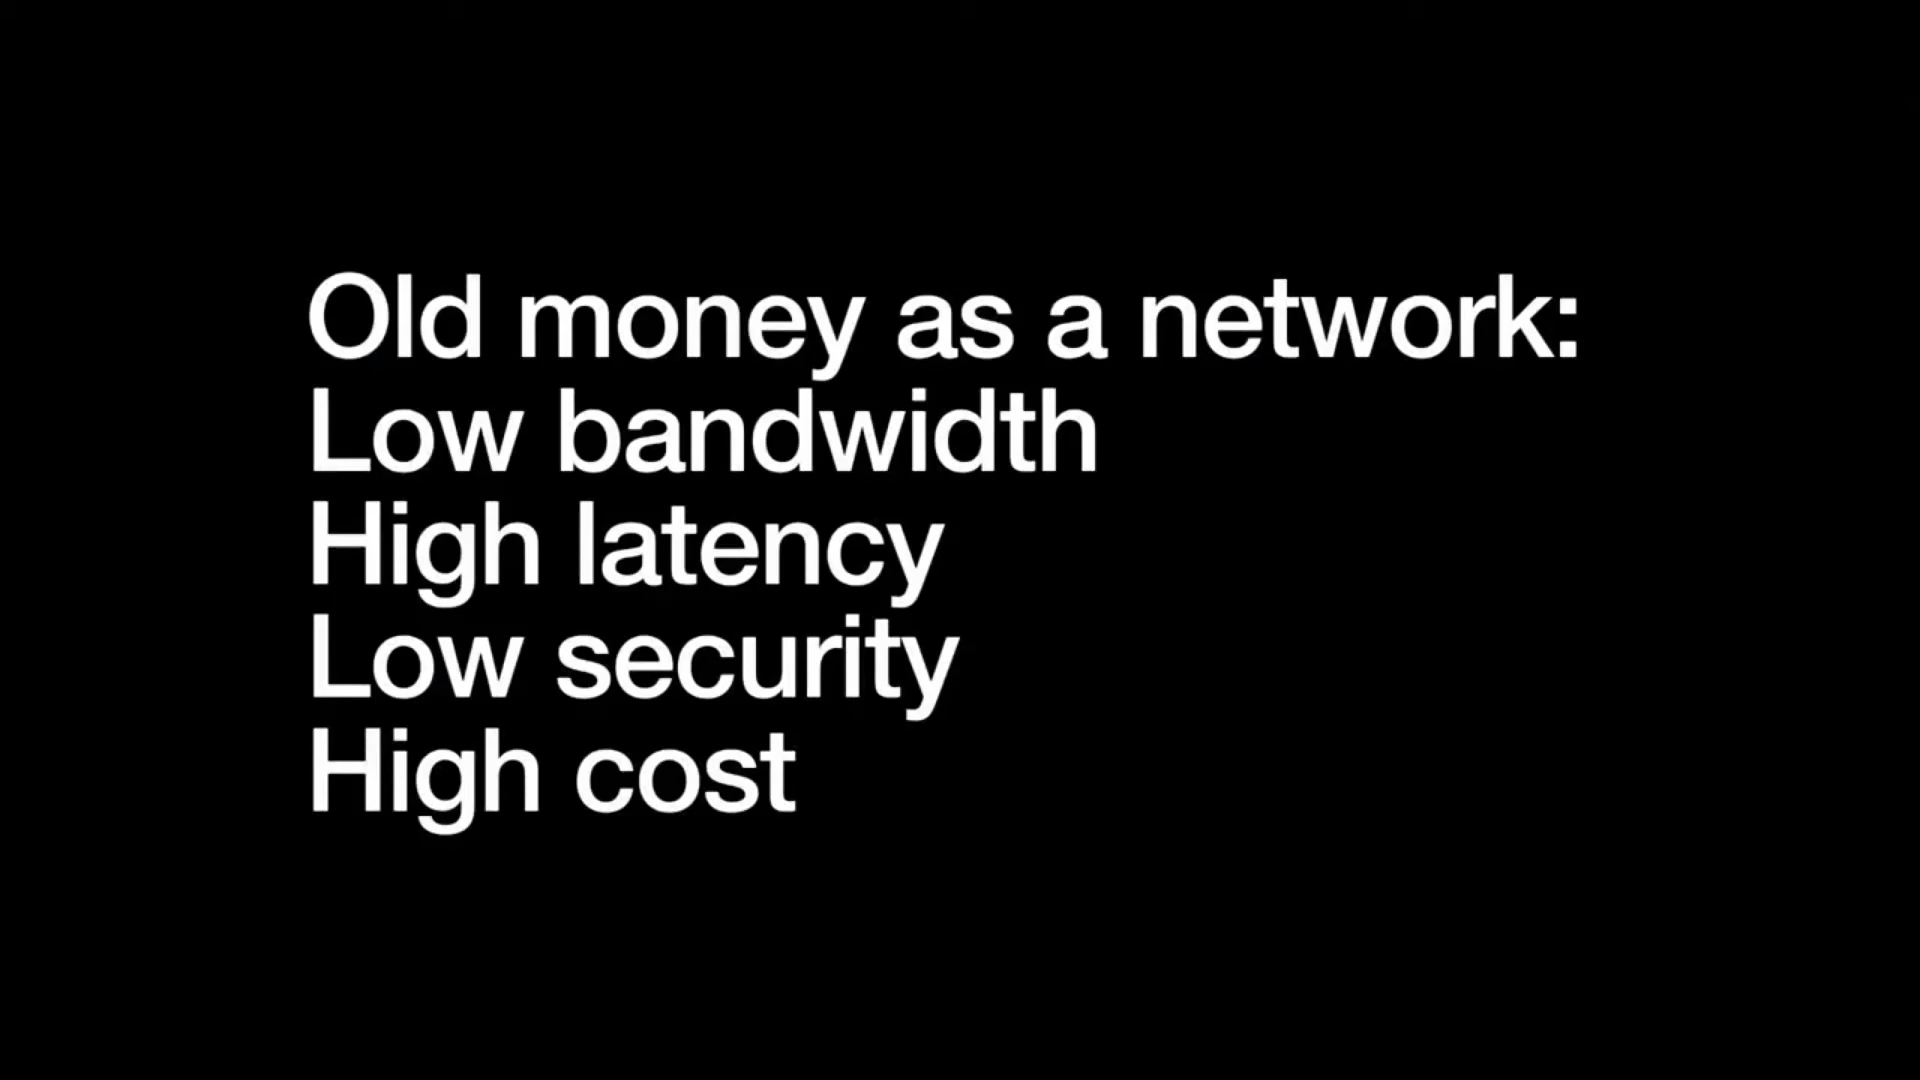 Old money as a network:
Low bandwidth
High latency
Low security
High cost